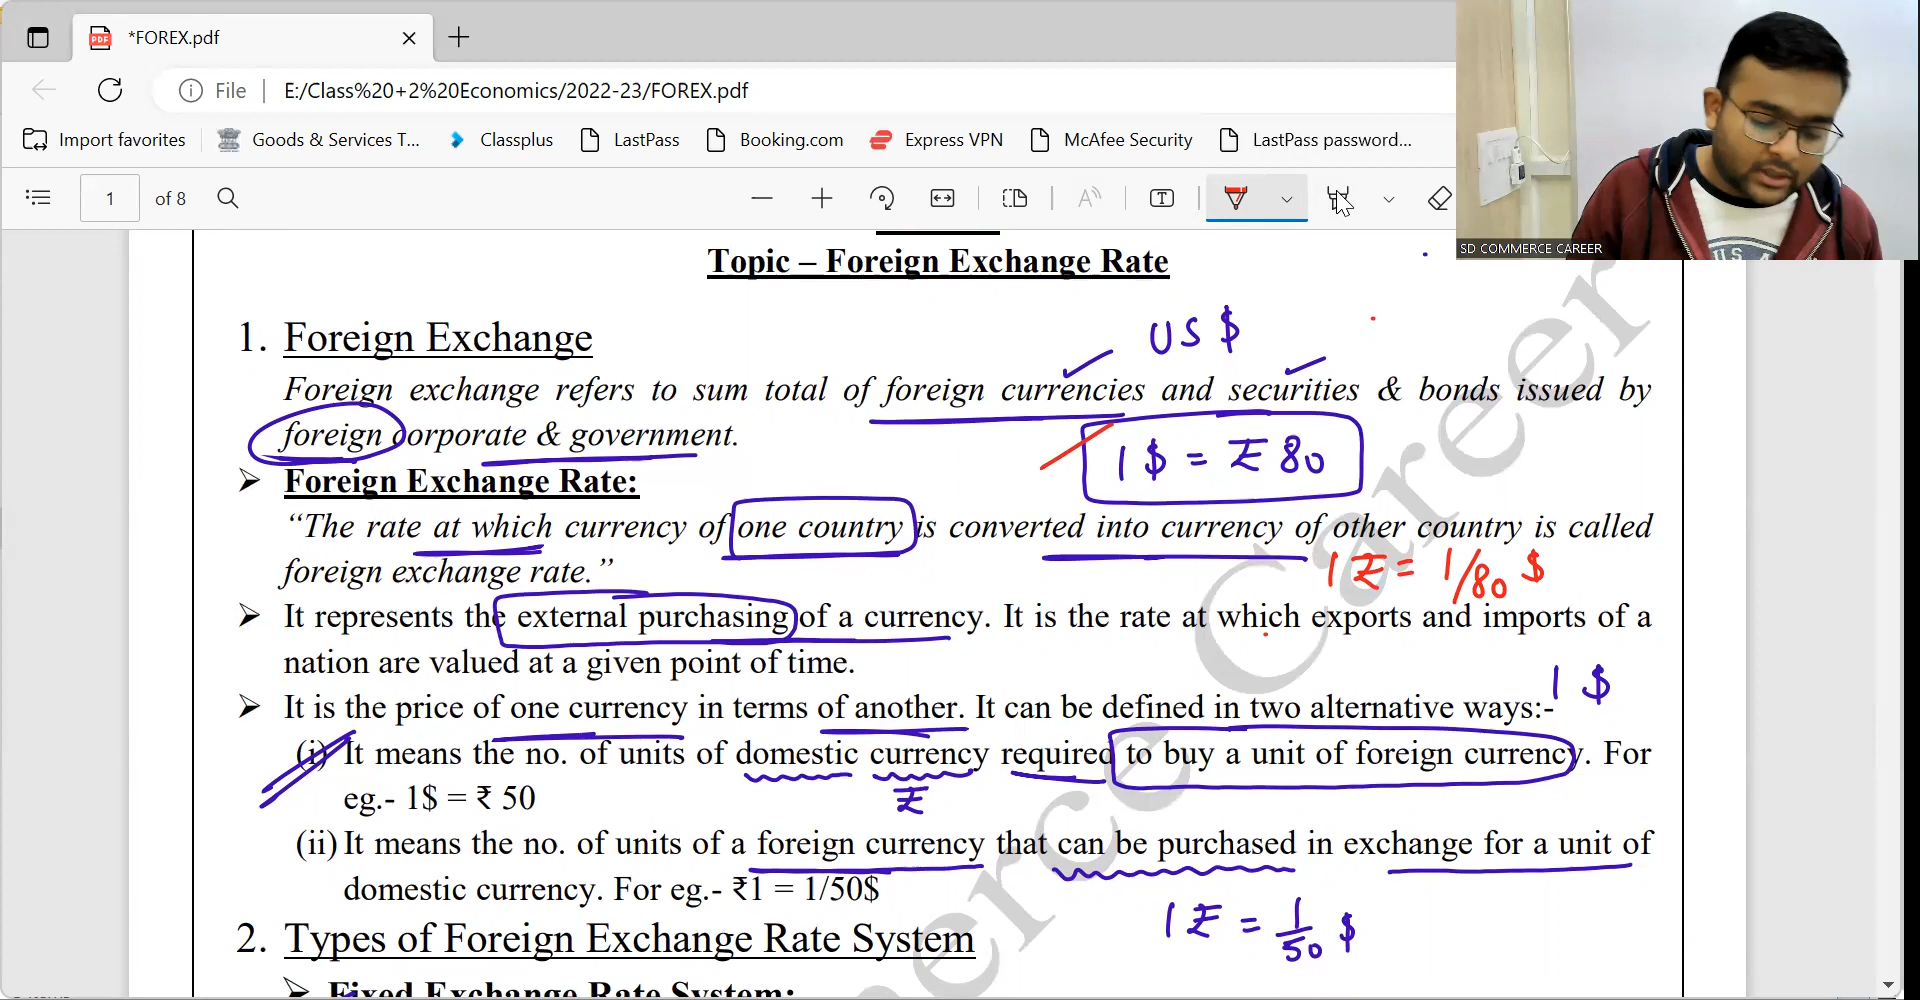 *FOREX.pdf
File | E:/Class%20+2%20Economics/2022-23/FOREX.pdf
Import favorites Goods & Services T... Classplus LastPass Booking.com Express VPN McAfee Security LastPass password...
1 of 8
SD COMMERCE CAREER
Topic – Foreign Exchange Rate
US $
1. Foreign Exchange
Foreign exchange refers to sum total of foreign currencies and securities & bonds issued by
foreign corporate & government.
1 $ = ₹ 80
➤ Foreign Exchange Rate:
“The rate at which currency of one country is converted into currency of other country is called
foreign exchange rate.”
1 ₹ = 1/80 $
➤ It represents the external purchasing of a currency. It is the rate at which exports and imports of a
nation are valued at a given point of time.
1 $
➤ It is the price of one currency in terms of another. It can be defined in two alternative ways:-
(i) It means the no. of units of domestic currency required to buy a unit of foreign currency. For
eg.- 1$ = ₹ 50
₹
(ii) It means the no. of units of a foreign currency that can be purchased in exchange for a unit of
domestic currency. For eg.- ₹1 = 1/50$
1 ₹ = 1/50 $
2. Types of Foreign Exchange Rate System
➤ Fixed Exchange Rate System:
Commerce Career